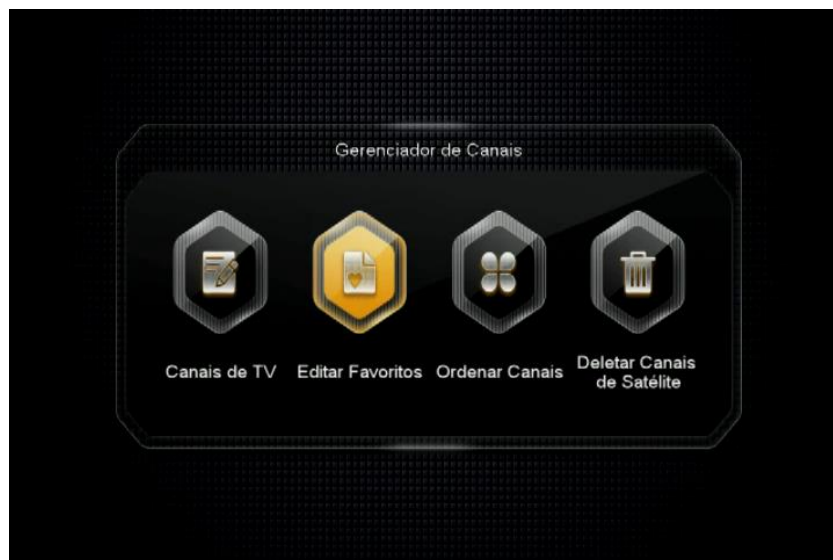 Gerenciador de Canais
Canais de TV
Editar Favoritos
Ordenar Canais
Deletar Canais
de Satélite